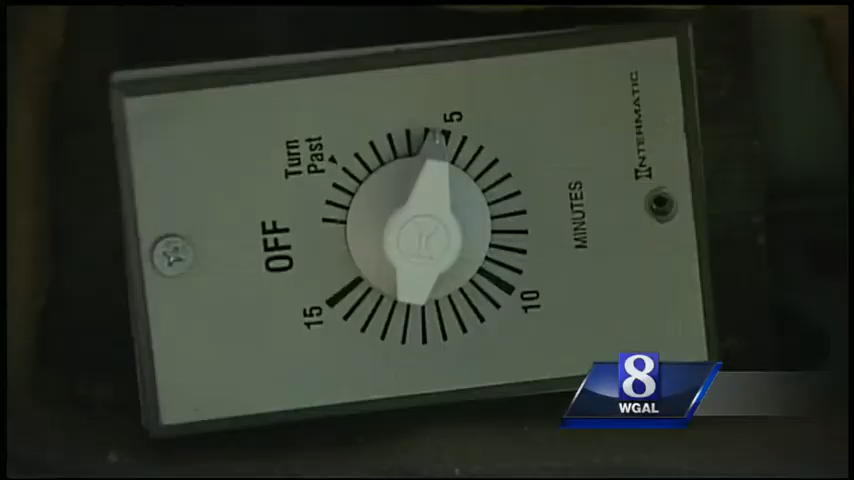 OFF
Turn
Past
5
10
15
MINUTES
INTERMATIC
8
WGAL